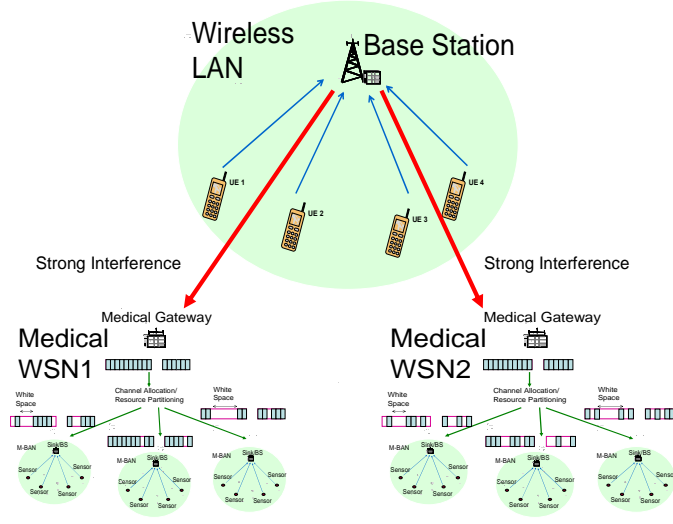 Wireless
LAN
Base Station
UE 1
UE 2
UE 3
UE 4
Strong Interference
Strong Interference
Medical Gateway
Medical
WSN1
Channel Allocation/
Resource Partitioning
White
Space
White
Space
M-BAN
Sink/BS
Sensor
Sensor
Sensor
Sensor
M-BAN
Sink/BS
Sensor
Sensor
Sensor
Sensor
M-BAN
Sink/BS
Sensor
Sensor
Sensor
Sensor
Medical Gateway
Medical
WSN2
Channel Allocation/
Resource Partitioning
White
Space
White
Space
M-BAN
Sink/BS
Sensor
Sensor
Sensor
Sensor
M-BAN
Sink/BS
Sensor
Sensor
Sensor
Sensor
M-BAN
Sink/BS
Sensor
Sensor
Sensor
Sensor